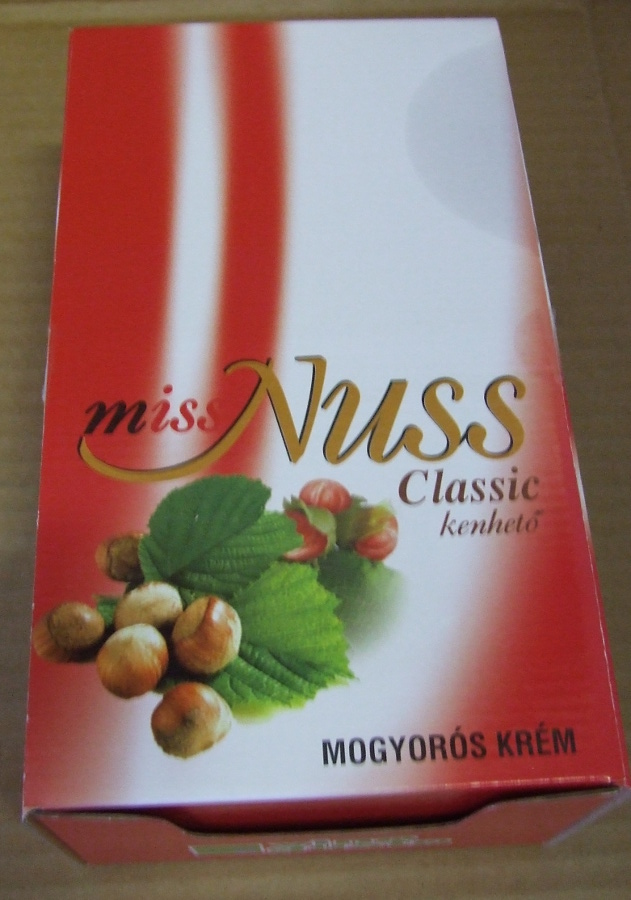 miss Nuss
Classic
kenhető
MOGYORÓS KRÉM